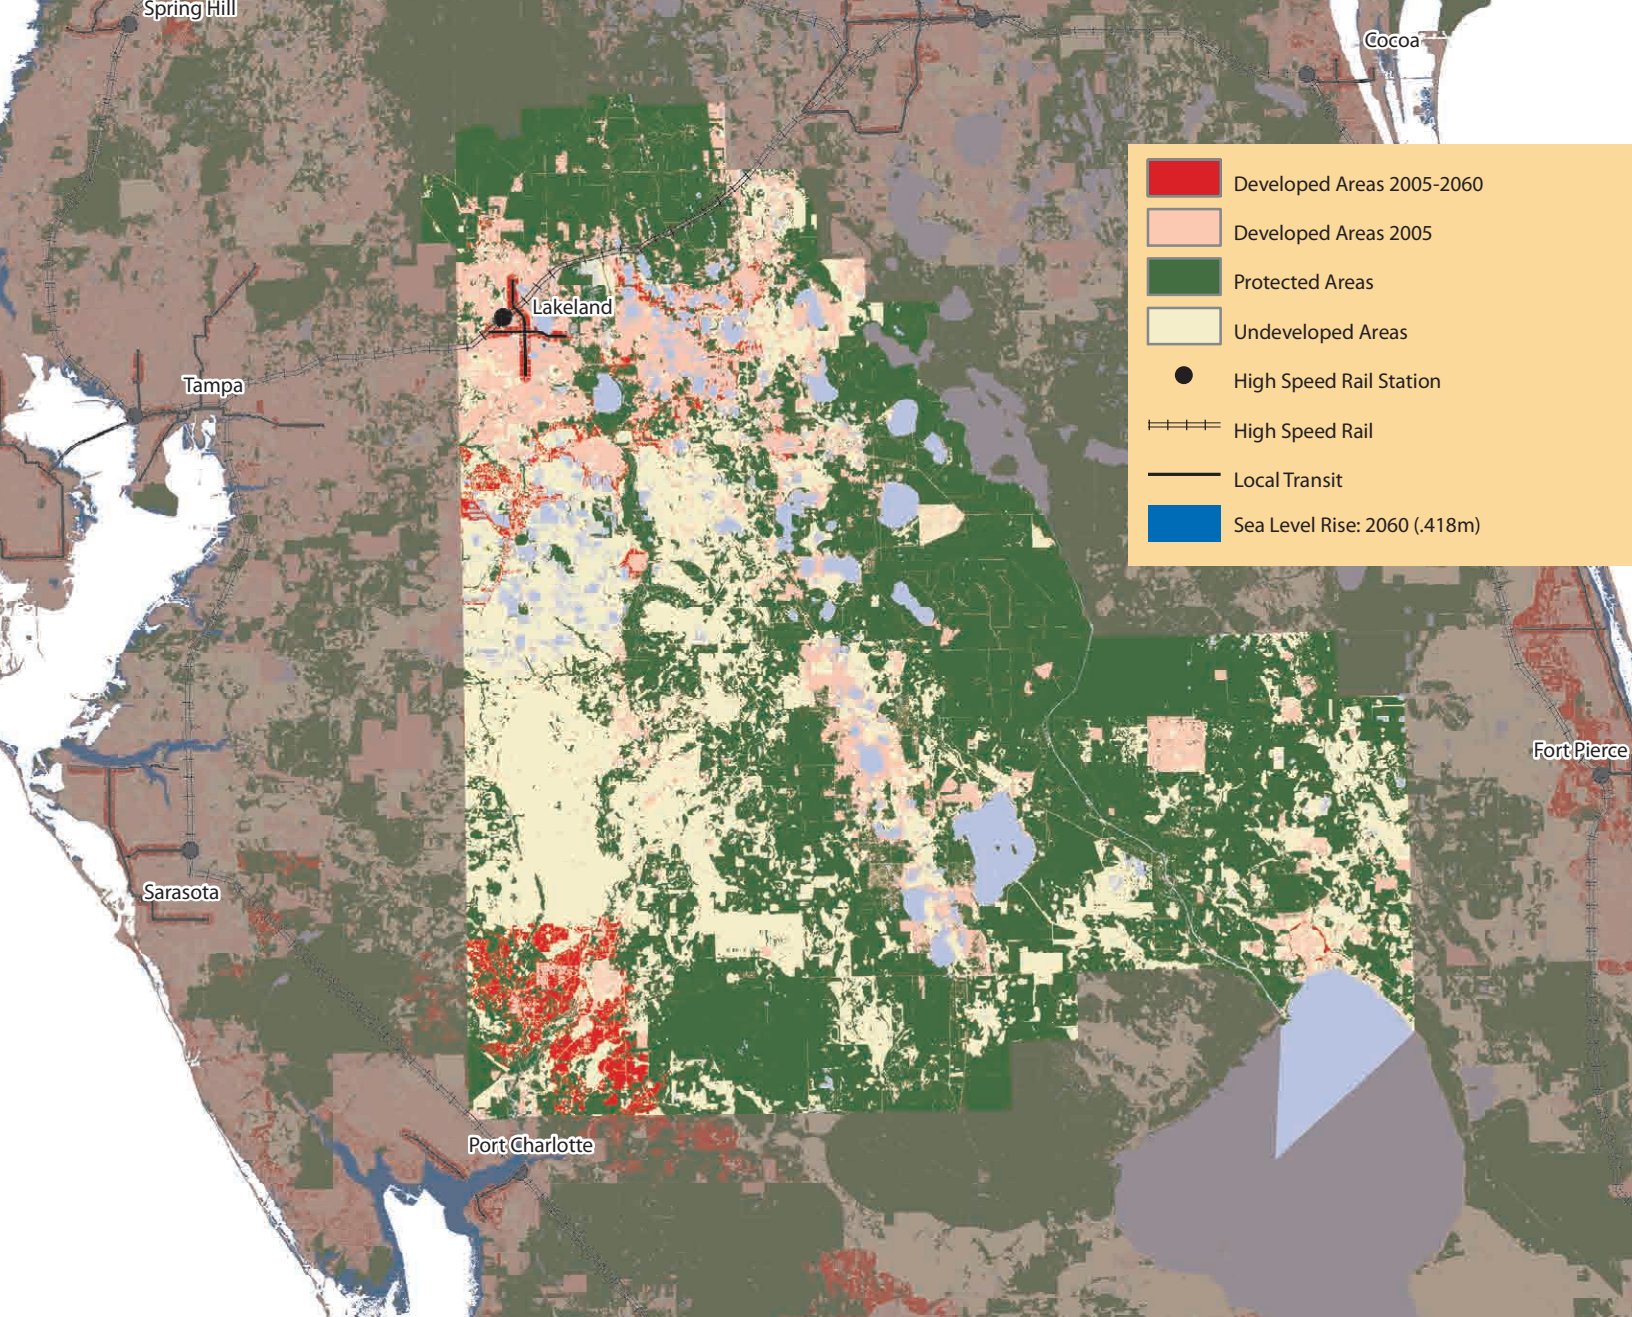 Spring Hill
Cocoa
Developed Areas 2005-2060
Developed Areas 2005
Protected Areas
Undeveloped Areas
High Speed Rail Station
High Speed Rail
Local Transit
Sea Level Rise: 2060 (.418m)
Lakeland
Tampa
Fort Pierce
Sarasota
Port Charlotte